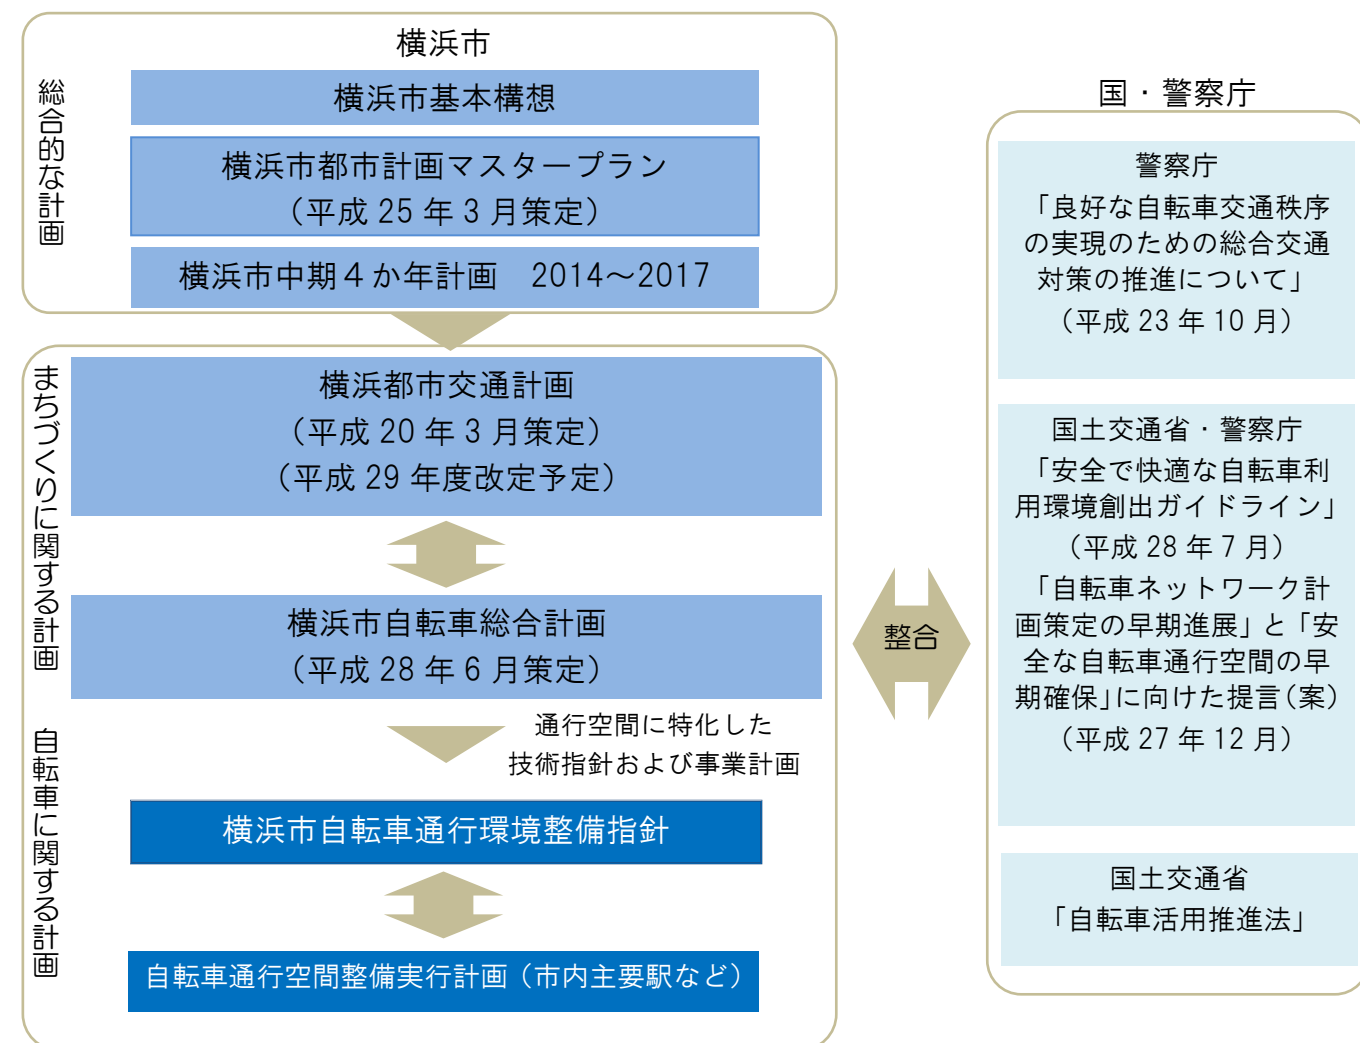 横浜市
総合的な計画
横浜市基本構想
横浜市都市計画マスタープラン
（平成 25 年 3 月策定）
横浜市中期４か年計画　2014～2017
まちづくりに関する計画
横浜都市交通計画
（平成 20 年 3 月策定）
（平成 29 年度改定予定）
横浜市自転車総合計画
（平成 28 年 6 月策定）
自転車に関する計画
通行空間に特化した
技術指針および事業計画
横浜市自転車通行環境整備指針
自転車通行空間整備実行計画（市内主要駅など）
整合
国・警察庁
警察庁
「良好な自転車交通秩序
の実現のための総合交通
対策の推進について」
（平成 23 年 10 月）
国土交通省・警察庁
「安全で快適な自転車利
用環境創出ガイドライン」
（平成 28 年 7 月）
「自転車ネットワーク計
画策定の早期進展」と「安
全な自転車通行空間の早
期確保」に向けた提言（案）
（平成 27 年 12 月）
国土交通省
「自転車活用推進法」